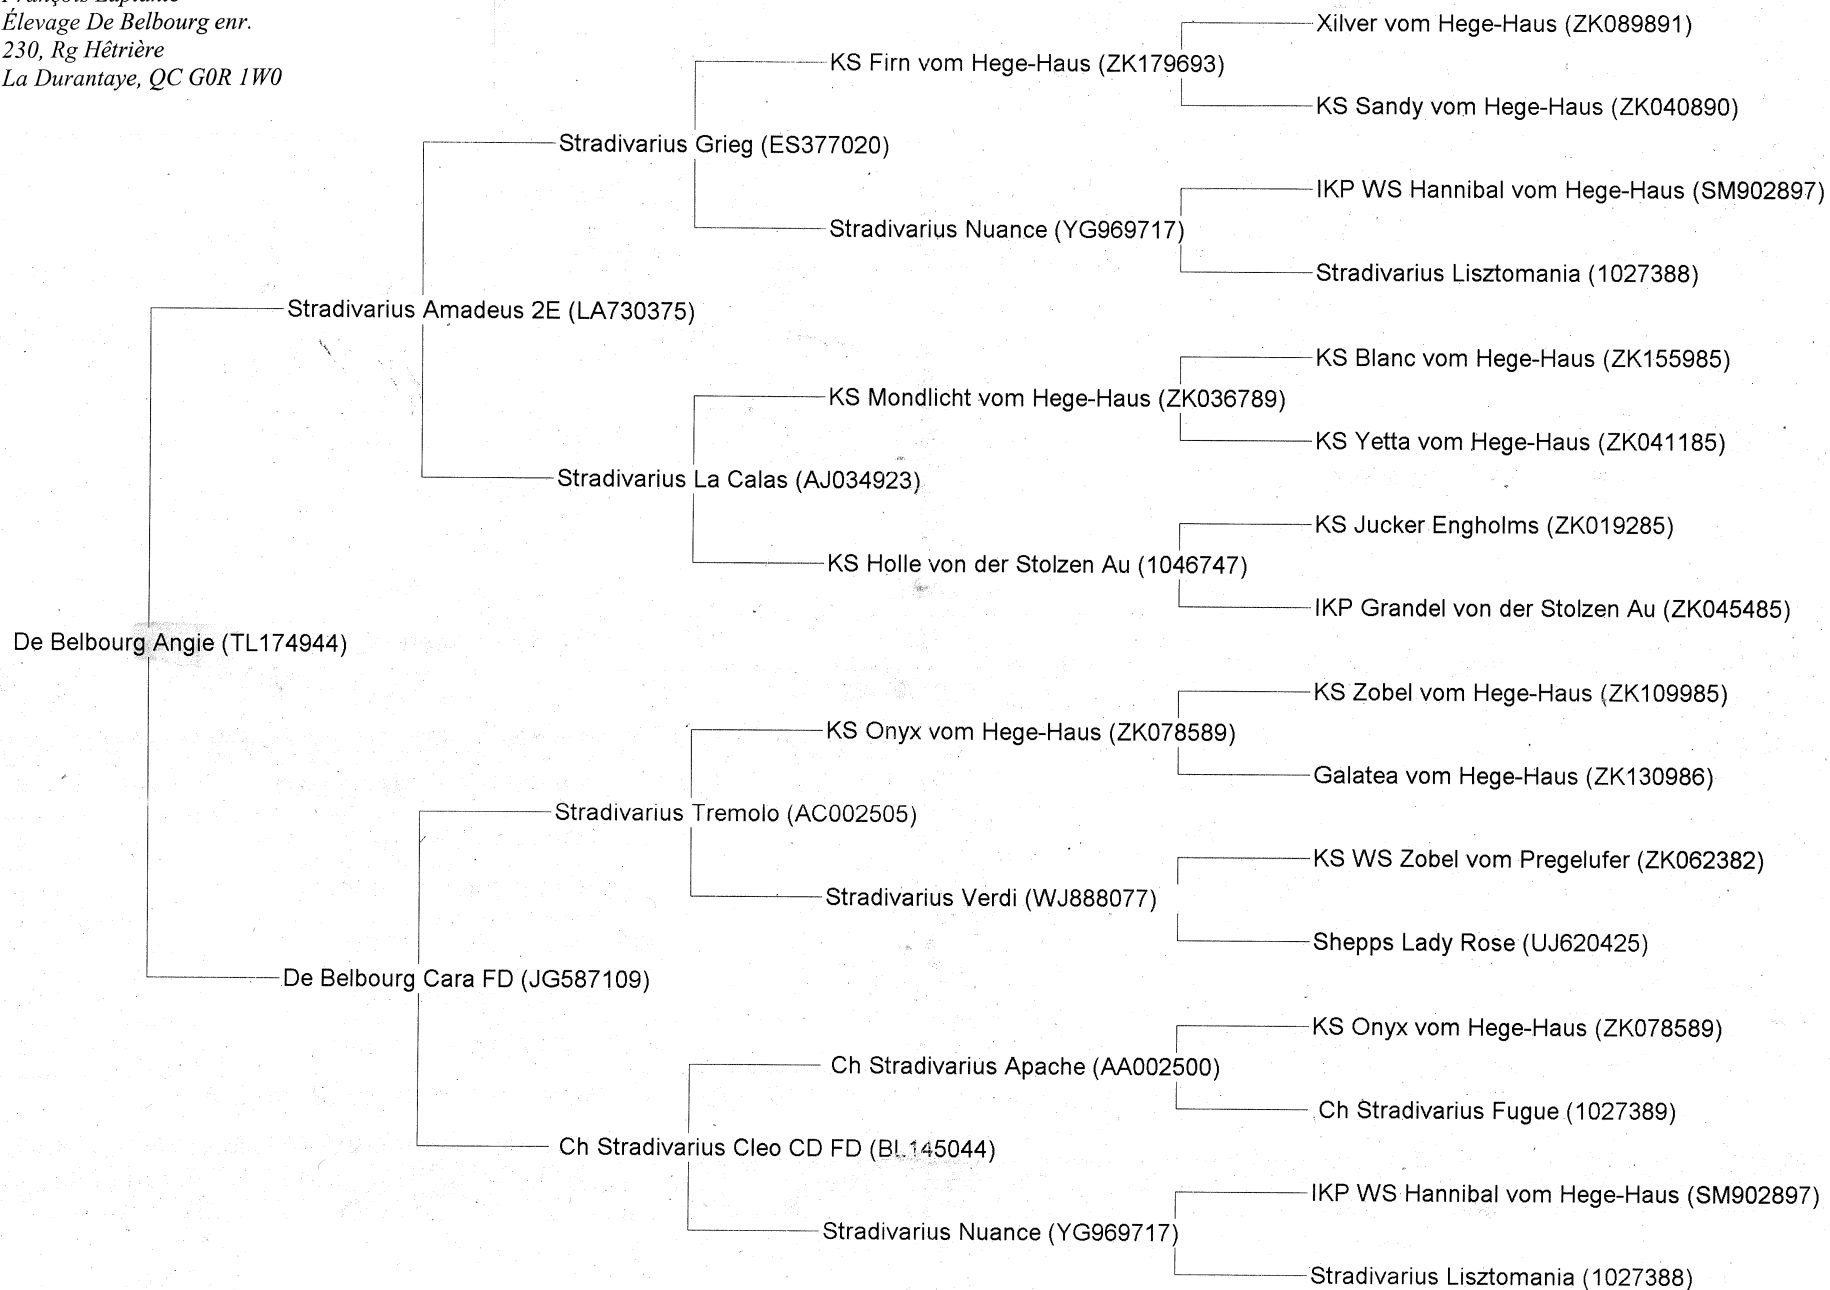 Élevage De Belbourg enr.
230, Rg Hêtrière
La Durantaye, QC G0R 1W0
Xilver vom Hege-Haus (ZK089891)
KS Firn vom Hege-Haus (ZK179693)
KS Sandy vom Hege-Haus (ZK040890)
Stradivarius Grieg (ES377020)
IKP WS Hannibal vom Hege-Haus (SM902897)
Stradivarius Nuance (YG969717)
Stradivarius Lisztomania (1027388)
Stradivarius Amadeus 2E (LA730375)
KS Blanc vom Hege-Haus (ZK155985)
KS Mondlicht vom Hege-Haus (ZK036789)
KS Yetta vom Hege-Haus (ZK041185)
Stradivarius La Calas (AJ034923)
KS Jucker Engholms (ZK019285)
KS Holle von der Stolzen Au (1046747)
IKP Grandel von der Stolzen Au (ZK045485)
De Belbourg Angie (TL174944)
KS Zobel vom Hege-Haus (ZK109985)
KS Onyx vom Hege-Haus (ZK078589)
Galatea vom Hege-Haus (ZK130986)
Stradivarius Tremolo (AC002505)
KS WS Zobel vom Pregelufer (ZK062382)
Stradivarius Verdi (WJ888077)
Shepps Lady Rose (UJ620425)
De Belbourg Cara FD (JG587109)
KS Onyx vom Hege-Haus (ZK078589)
Ch Stradivarius Apache (AA002500)
Ch Stradivarius Fugue (1027389)
Ch Stradivarius Cleo CD FD (BL145044)
IKP WS Hannibal vom Hege-Haus (SM902897)
Stradivarius Nuance (YG969717)
Stradivarius Lisztomania (1027388)